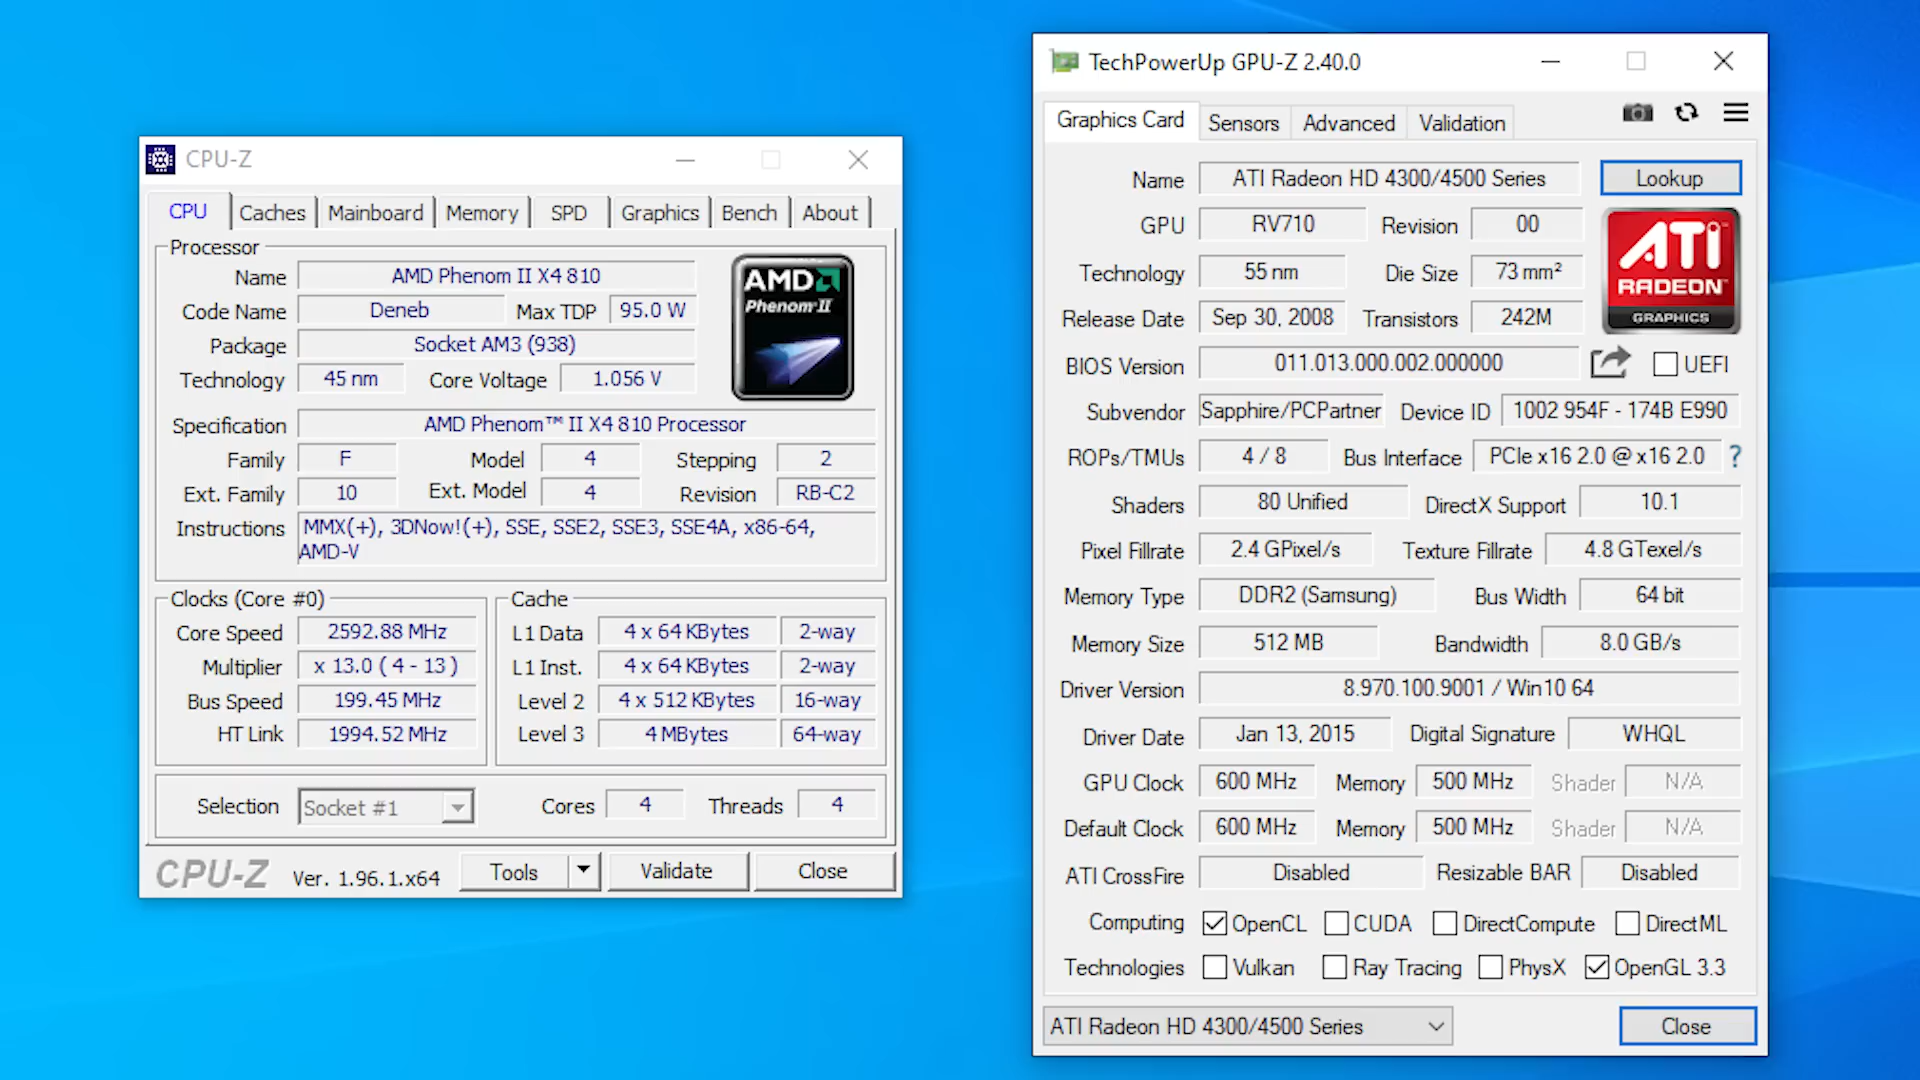 CPU-Z
CPU Caches Mainboard Memory SPD Graphics Bench About
Processor
Name AMD Phenom II X4 810
Code Name Deneb Max TDP 95.0 W
Package Socket AM3 (938)
Technology 45 nm Core Voltage 1.056 V
AMD
Phenom II
Specification AMD Phenom™ II X4 810 Processor
Family F Model 4 Stepping 2
Ext. Family 10 Ext. Model 4 Revision RB-C2
Instructions MMX(+), 3DNow!(+), SSE, SSE2, SSE3, SSE4A, x86-64,
AMD-V
Clocks (Core #0)
Core Speed 2592.88 MHz
Multiplier x 13.0 ( 4 - 13 )
Bus Speed 199.45 MHz
HT Link 1994.52 MHz
Cache
L1 Data 4 x 64 KBytes 2-way
L1 Inst. 4 x 64 KBytes 2-way
Level 2 4 x 512 KBytes 16-way
Level 3 4 MBytes 64-way
Selection Socket #1 Cores 4 Threads 4
CPU-Z Ver. 1.96.1.x64 Tools Validate Close
TechPowerUp GPU-Z 2.40.0
Graphics Card Sensors Advanced Validation
Name ATI Radeon HD 4300/4500 Series Lookup
GPU RV710 Revision 00
Technology 55 nm Die Size 73 mm²
Release Date Sep 30, 2008 Transistors 242M
ATI
RADEON
GRAPHICS
BIOS Version 011.013.000.002.000000 UEFI
Subvendor Sapphire/PCPartner Device ID 1002 954F - 174B E990
ROPs/TMUs 4 / 8 Bus Interface PCIe x16 2.0 @ x16 2.0 ?
Shaders 80 Unified DirectX Support 10.1
Pixel Fillrate 2.4 GPixel/s Texture Fillrate 4.8 GTexel/s
Memory Type DDR2 (Samsung) Bus Width 64 bit
Memory Size 512 MB Bandwidth 8.0 GB/s
Driver Version 8.970.100.9001 / Win10 64
Driver Date Jan 13, 2015 Digital Signature WHQL
GPU Clock 600 MHz Memory 500 MHz Shader N/A
Default Clock 600 MHz Memory 500 MHz Shader N/A
ATI CrossFire Disabled Resizable BAR Disabled
Computing OpenCL CUDA DirectCompute DirectML
Technologies Vulkan Ray Tracing PhysX OpenGL 3.3
ATI Radeon HD 4300/4500 Series Close